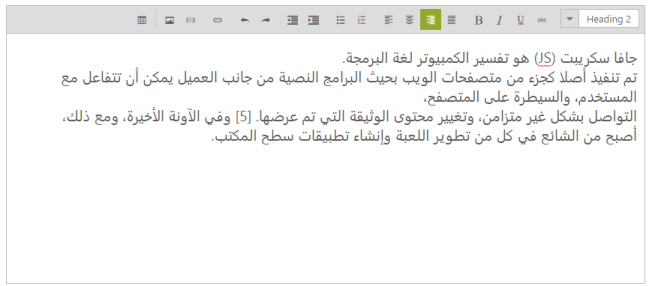 Heading 2
B I U abc
جافا سكريبت (JS) هو تفسير الكمبيوتر لغة البرمجة.
تم تنفيذ أصلا كجزء من متصفحات الويب بحيث البرامج النصية من جانب العميل يمكن أن تتفاعل مع
المستخدم، والسيطرة على المتصفح،
التواصل بشكل غير متزامن، وتغيير محتوى الوثيقة التي تم عرضها. [5] وفي الآونة الأخيرة، ومع ذلك،
أصبح من الشائع في كل من تطوير اللعبة وإنشاء تطبيقات سطح المكتب.